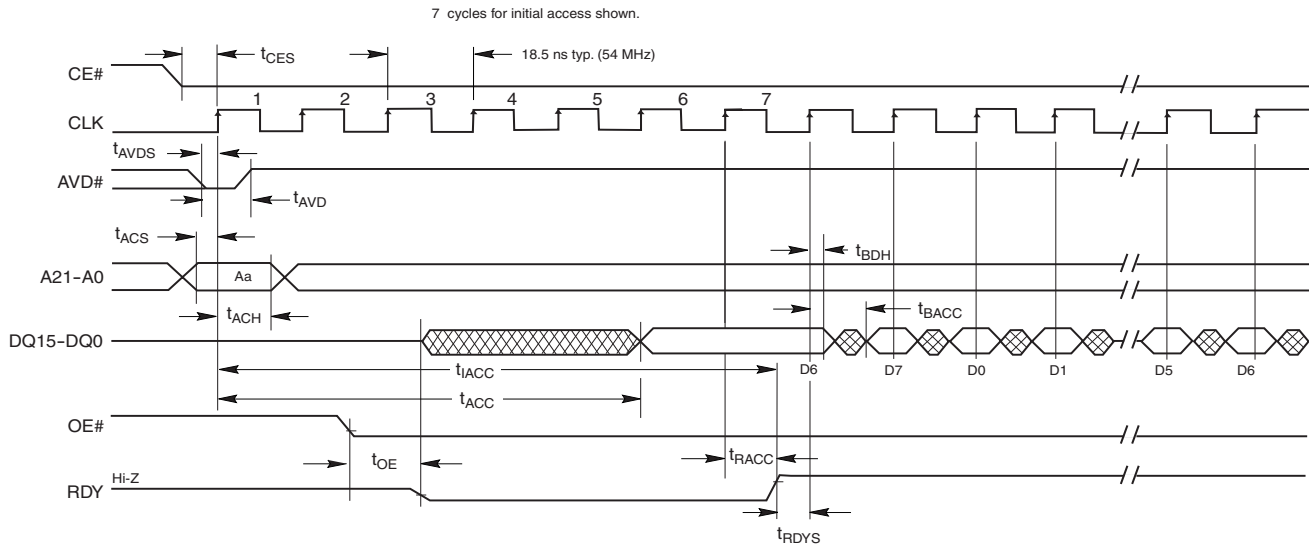 7 cycles for initial access shown.
tCES
18.5 ns typ. (54 MHz)
CE#
1 2 3 4 5 6 7
CLK
tAVDS
AVD#
tAVD
tACS
tBDH
A21-A0
Aa
tACH
tBACC
DQ15-DQ0
tIACC
D6 D7 D0 D1 D5 D6
tACC
OE#
tOE
tRACC
Hi-Z
RDY
tRDYS